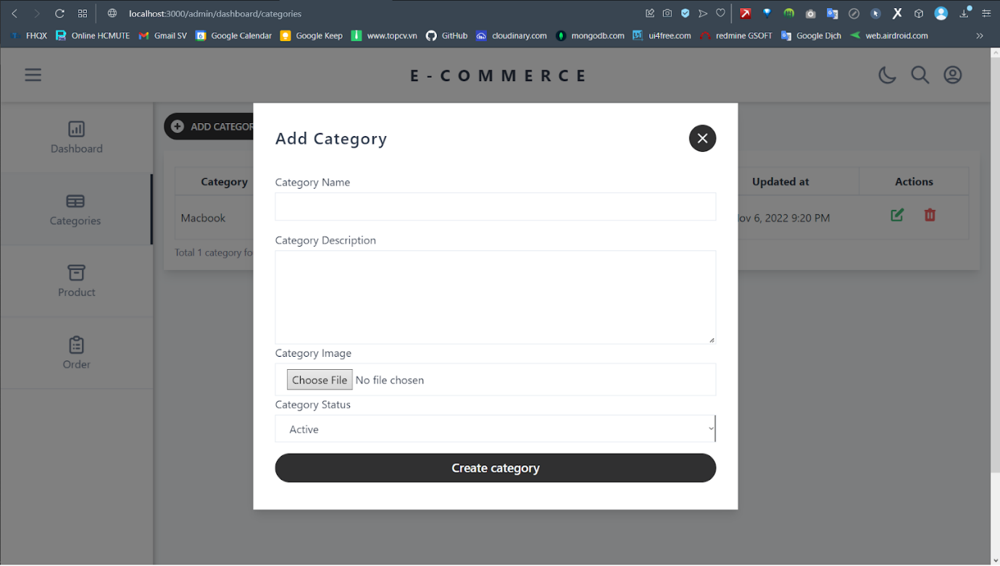 localhost:3000/admin/dashboard/categories
FHQX Online HCMUTE Gmail SV Google Calendar Google Keep www.topcv.vn GitHub cloudinary.com mongodb.com ui4free.com redmine GSOFT Google Dịch web.airdroid.com
E-COMMERCE
Dashboard
Categories
Product
Order
ADD CATEGOR
Category
Updated at
Actions
Macbook
ov 6, 2022 9:20 PM
Total 1 category fo
Add Category
Category Name
Category Description
Category Image
Choose File No file chosen
Category Status
Active
Create category